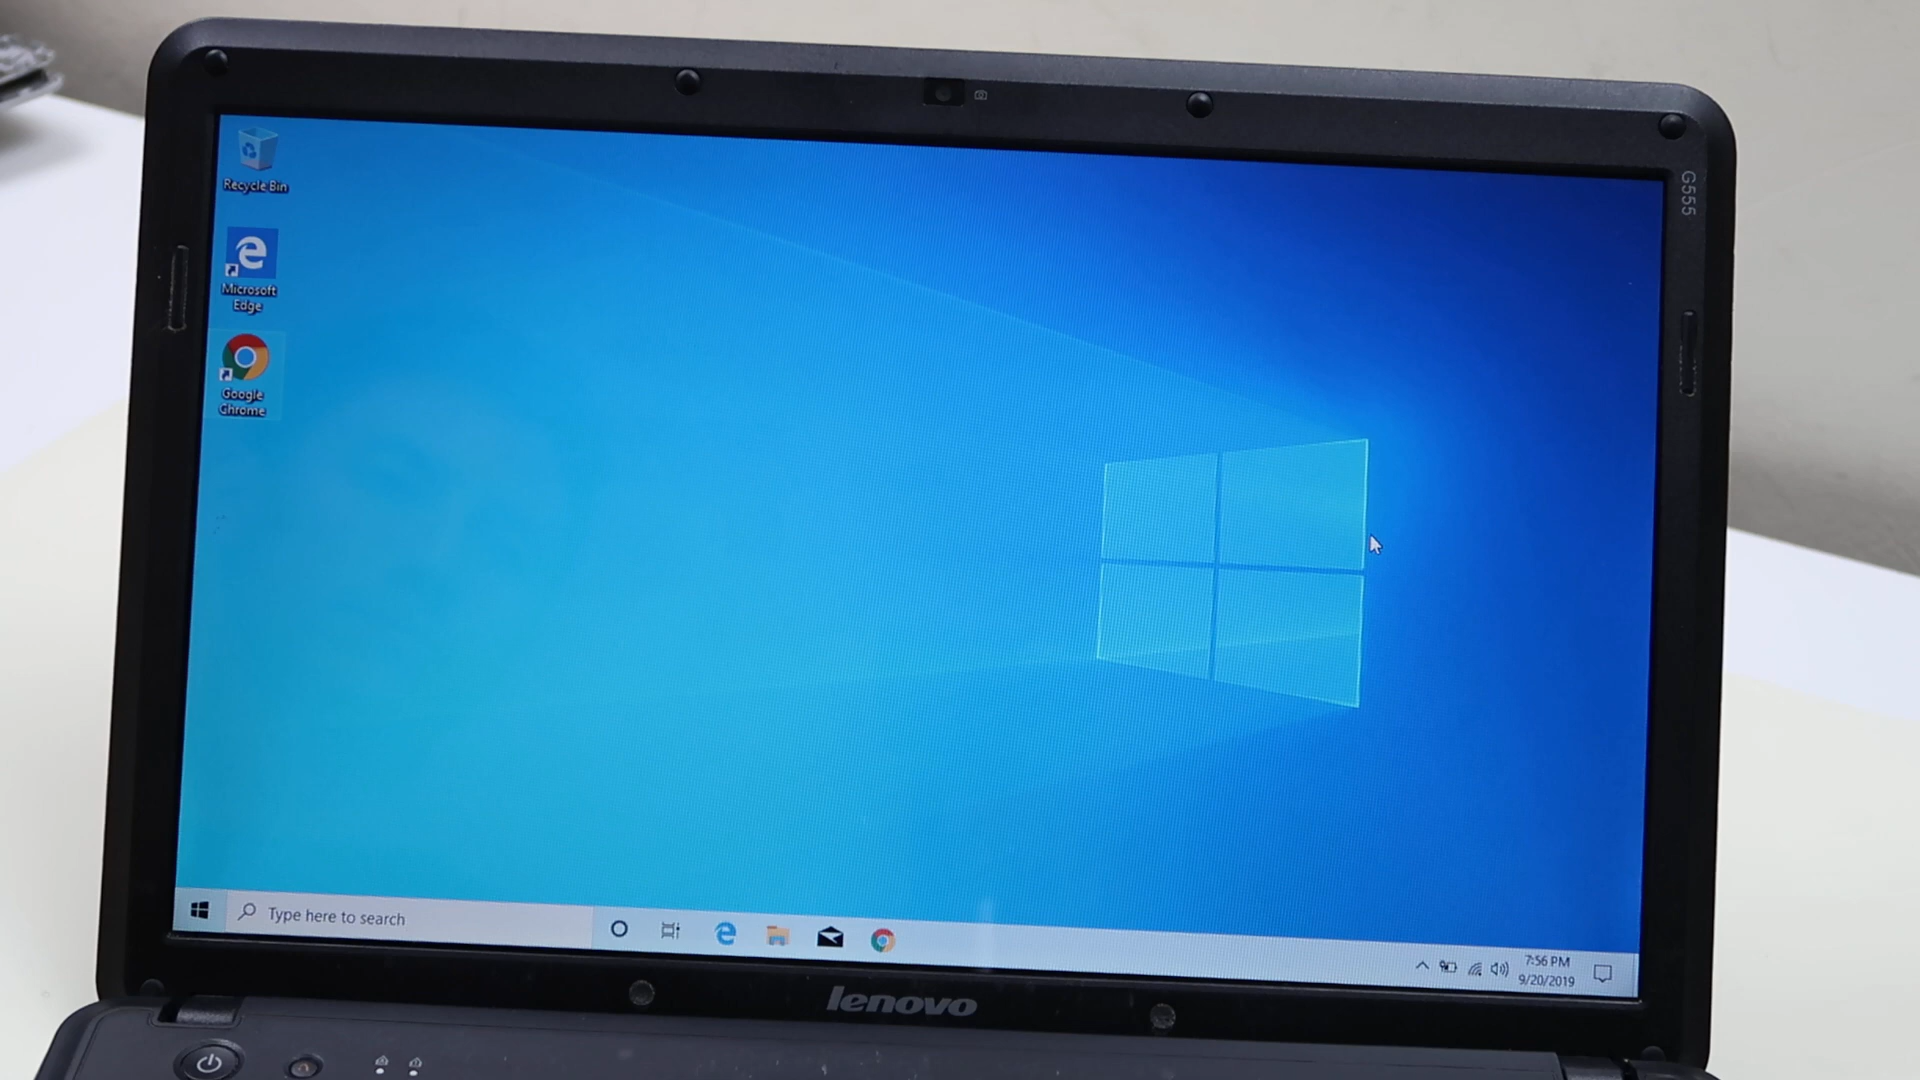 G555
Recycle Bin
Microsoft
Edge
Google
Chrome
Type here to search
7:56 PM
9/20/2019
lenovo